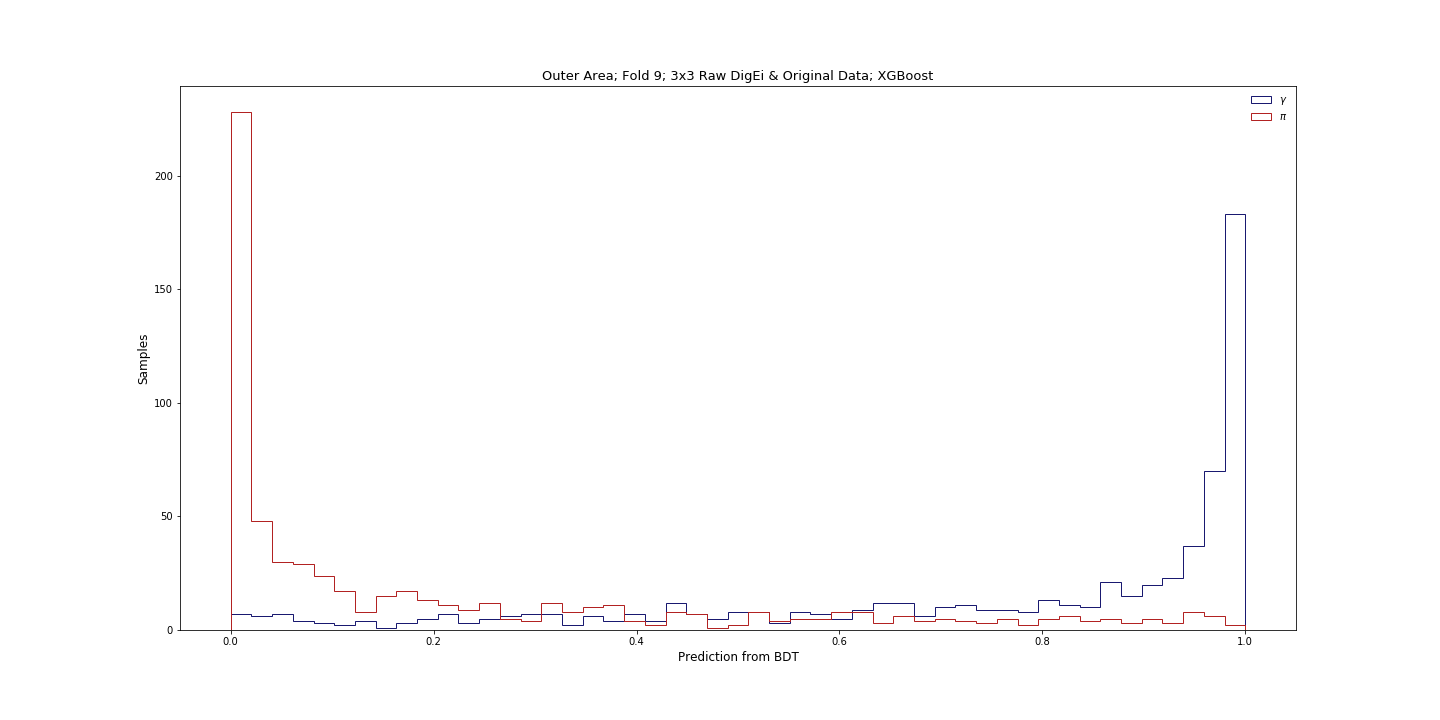 Outer Area; Fold 9; 3x3 Raw DigEi & Original Data; XGBoost
γ
π
Samples
200
150
100
50
0
0.0 0.2 0.4 0.6 0.8 1.0
Prediction from BDT